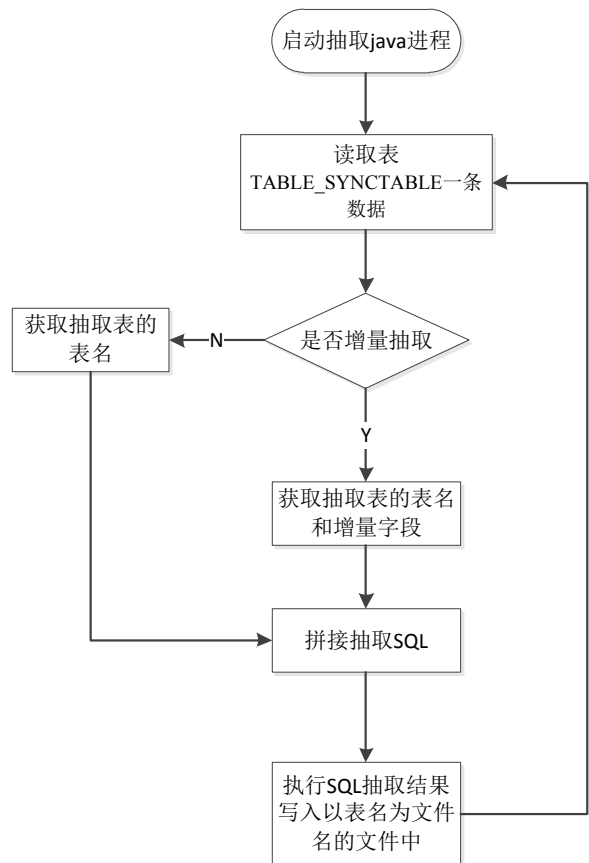 启动抽取java进程
读取表
TABLE_SYNCTABLE一条
数据
是否增量抽取
N
获取抽取表的
表名
Y
获取抽取表的表名
和增量字段
拼接抽取SQL
执行SQL抽取结果
写入以表名为文件
名的文件中